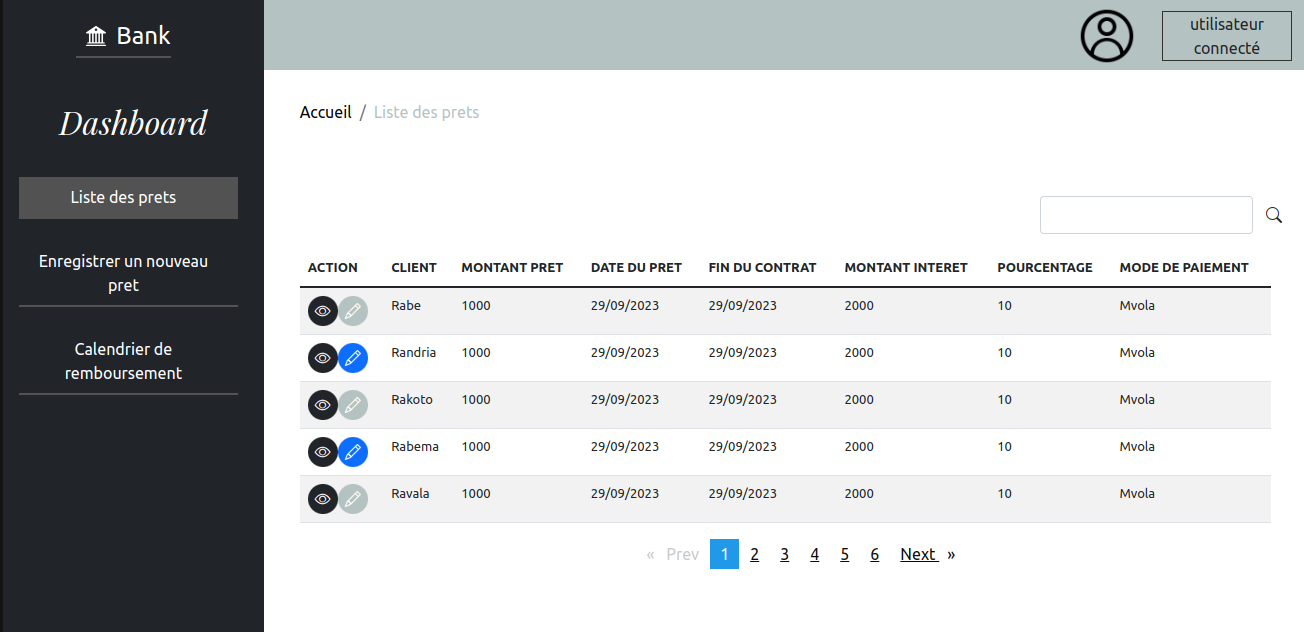 Bank
utilisateur
connecté
Dashboard
Accueil / Liste des prets
Liste des prets
Enregistrer un nouveau
pret
Calendrier de
remboursement
ACTION CLIENT MONTANT PRET DATE DU PRET FIN DU CONTRAT MONTANT INTERET POURCENTAGE MODE DE PAIEMENT
Rabe 1000 29/09/2023 29/09/2023 2000 10 Mvola
Randria 1000 29/09/2023 29/09/2023 2000 10 Mvola
Rakoto 1000 29/09/2023 29/09/2023 2000 10 Mvola
Rabema 1000 29/09/2023 29/09/2023 2000 10 Mvola
Ravala 1000 29/09/2023 29/09/2023 2000 10 Mvola
« Prev 1 2 3 4 5 6 Next »